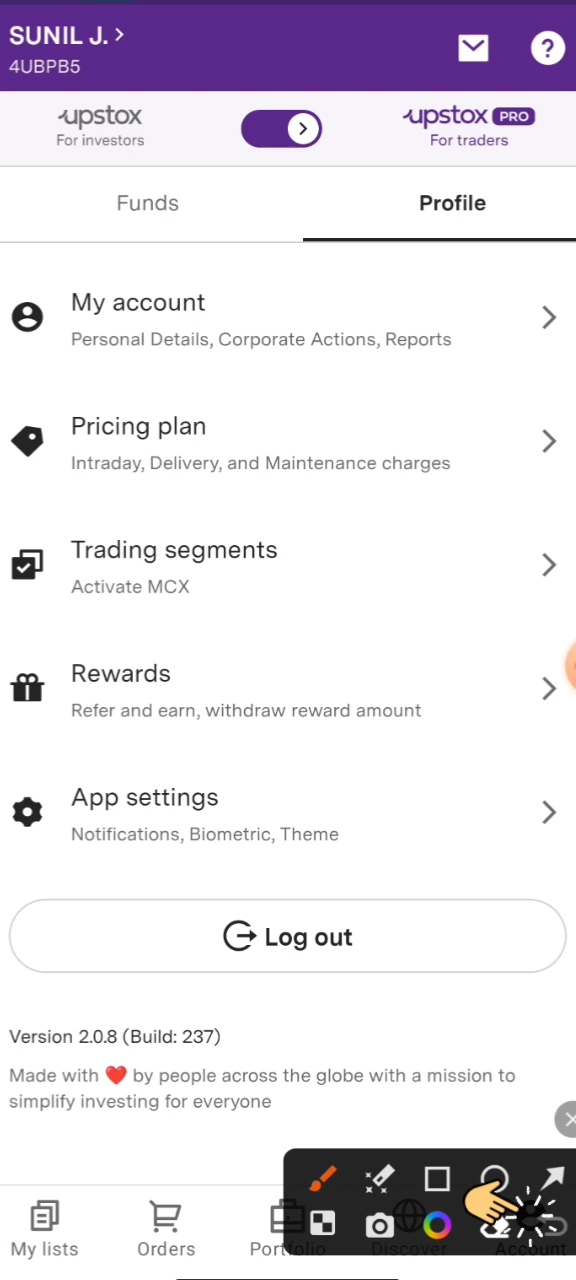 SUNIL J.
4UBPB5
upstox
For investors
upstox PRO
For traders
Funds
Profile
My account
Personal Details, Corporate Actions, Reports
Pricing plan
Intraday, Delivery, and Maintenance charges
Trading segments
Activate MCX
Rewards
Refer and earn, withdraw reward amount
App settings
Notifications, Biometric, Theme
Log out
Version 2.0.8 (Build: 237)
Made with ❤️ by people across the globe with a mission to
simplify investing for everyone
My lists
Orders
Portfolio
Discover
Account